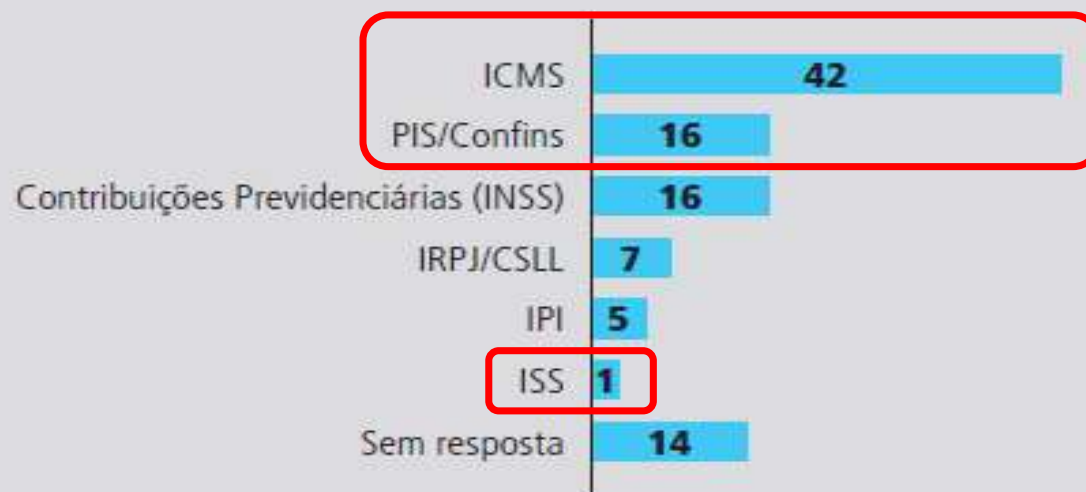 ICMS 42
PIS/Confins 16
Contribuições Previdenciárias (INSS) 16
IRPJ/CSLL 7
IPI 5
ISS 1
Sem resposta 14